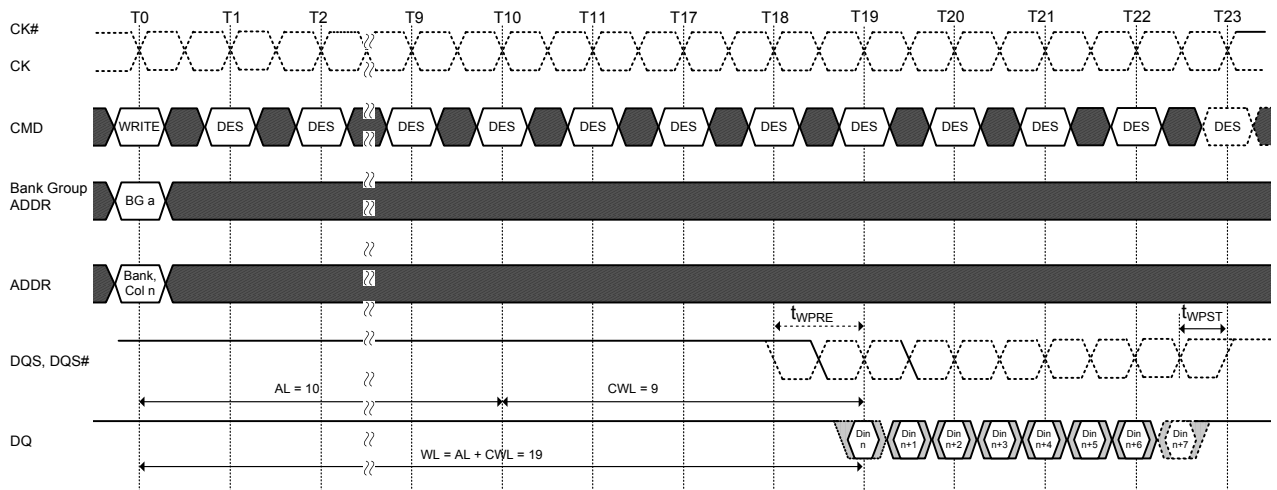 T0 T1 T2 T9 T10 T11 T17 T18 T19 T20 T21 T22 T23
CK#
CK
CMD WRITE DES DES DES DES DES DES DES DES DES DES DES DES
Bank Group
ADDR
BG a
ADDR
Bank,
Col n
tWPRE
tWPST
DQS, DQS#
AL = 10
CWL = 9
DQ
Din
n
Din
n+1
Din
n+2
Din
n+3
Din
n+4
Din
n+5
Din
n+6
Din
n+7
WL = AL + CWL = 19